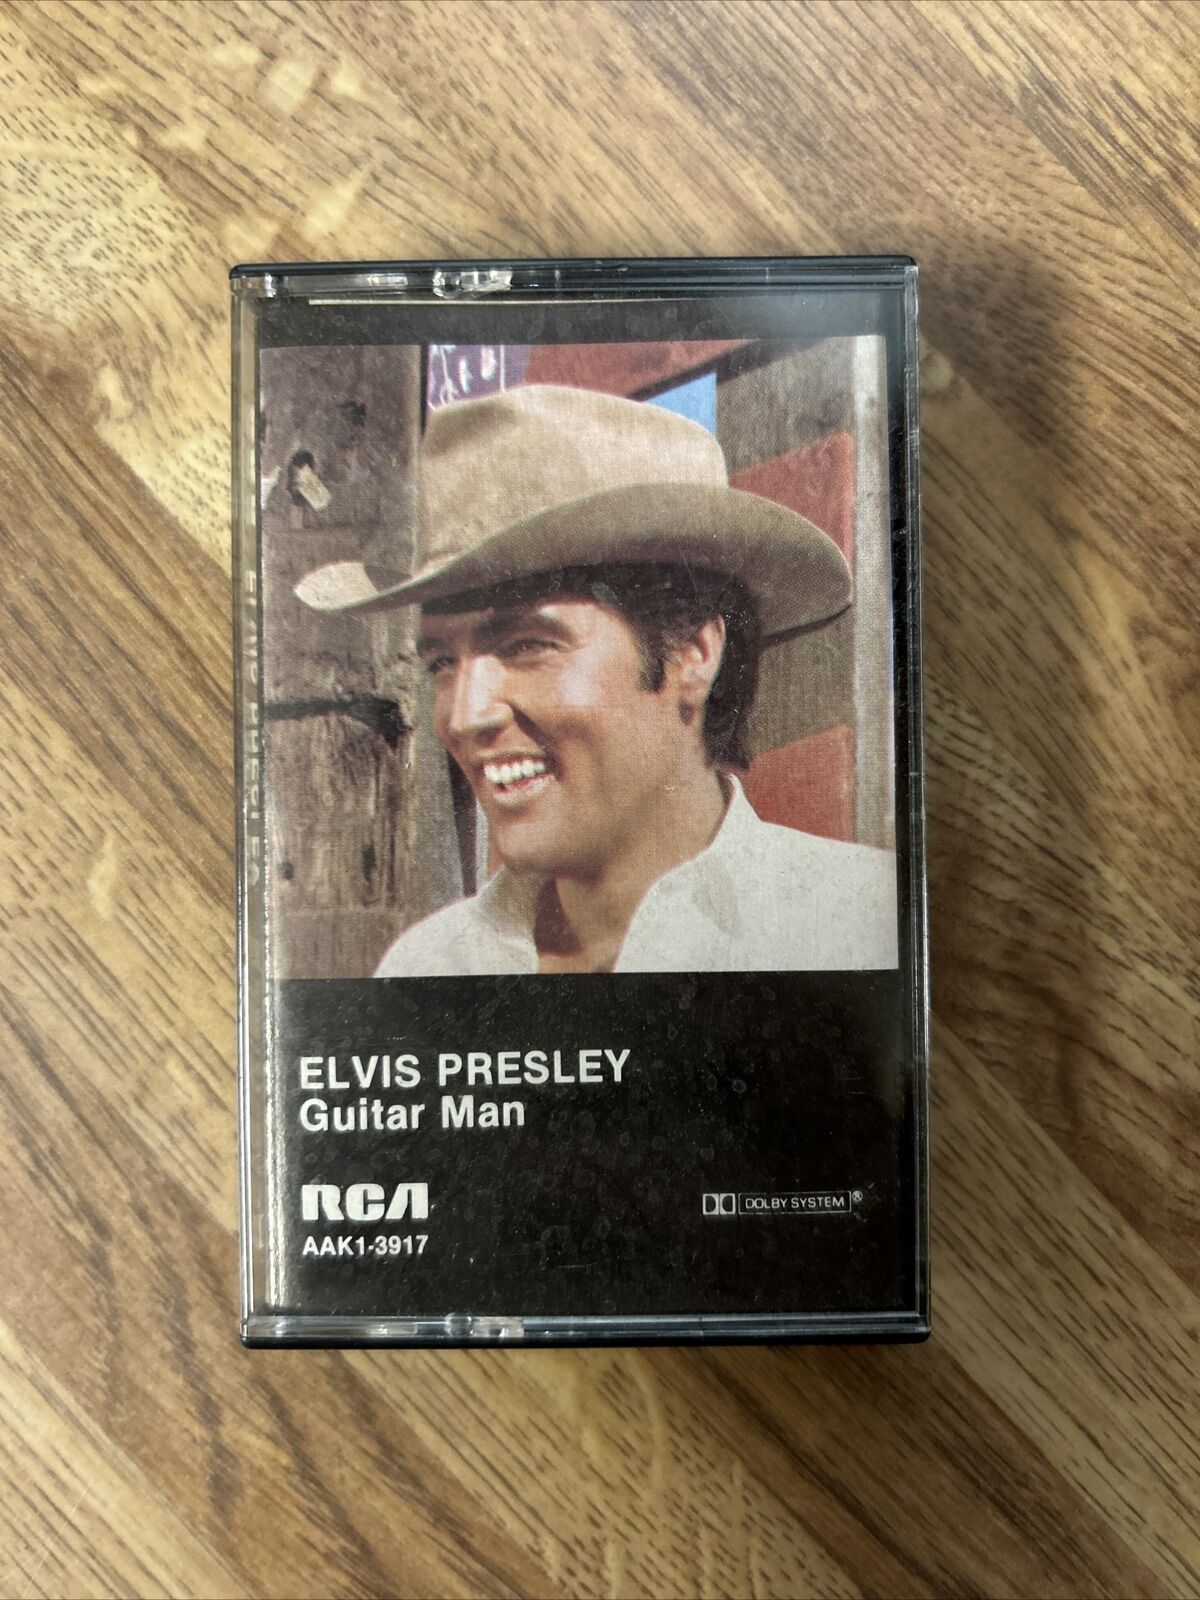 ELVIS PRESLEY
Guitar Man
RCA
AAK1-3917
DOLBY SYSTEM®